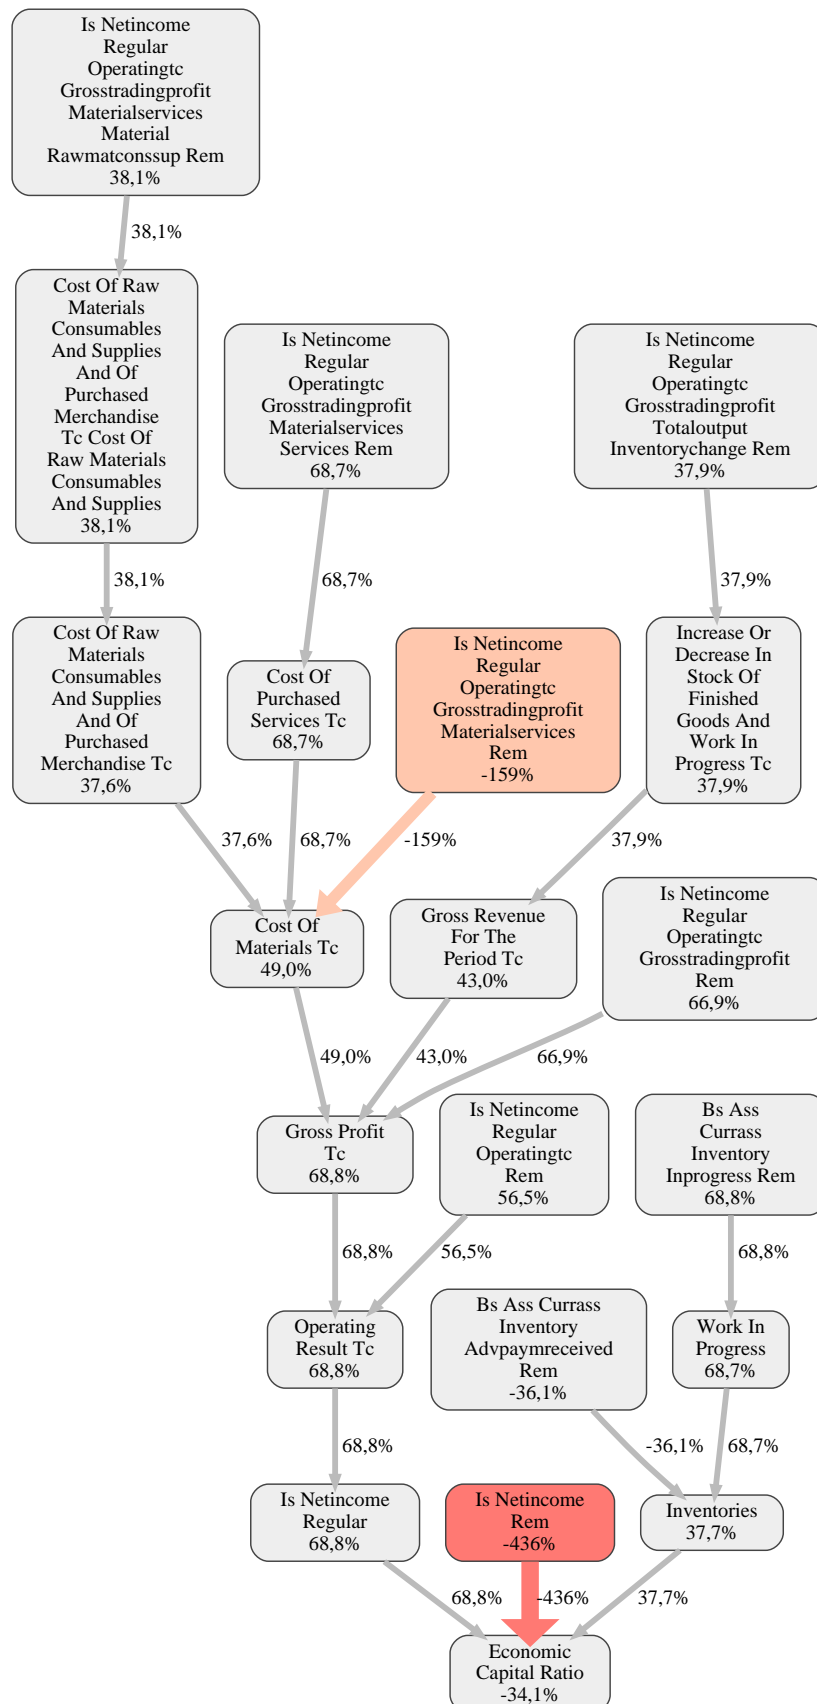 Is Netincome
Regular
Operatingtc
Grosstradingprofit
Materialservices
Material
Rawmatconssup Rem
38,1%
38,1%
Cost Of Raw
Materials
Consumables
And Supplies
And Of
Purchased
Merchandise
Tc Cost Of
Raw Materials
Consumables
And Supplies
38,1%
Is Netincome
Regular
Operatingtc
Grosstradingprofit
Materialservices
Services Rem
68,7%
Is Netincome
Regular
Operatingtc
Grosstradingprofit
Totaloutput
Inventorychange Rem
37,9%
38,1%
68,7%
37,9%
Cost Of Raw
Materials
Consumables
And Supplies
And Of
Purchased
Merchandise Tc
37,6%
Cost Of
Purchased
Services Tc
68,7%
Is Netincome
Regular
Operatingtc
Grosstradingprofit
Materialservices
Rem
-159%
Increase Or
Decrease In
Stock Of
Finished
Goods And
Work In
Progress Tc
37,9%
37,6%
68,7%
-159%
37,9%
Cost Of
Materials Tc
49,0%
Gross Revenue
For The
Period Tc
43,0%
Is Netincome
Regular
Operatingtc
Grosstradingprofit
Rem
66,9%
49,0%
43,0%
66,9%
Gross Profit
Tc
68,8%
Is Netincome
Regular
Operatingtc
Rem
56,5%
Bs Ass
Currass
Inventory
Inprogress Rem
68,8%
68,8%
56,5%
68,8%
Operating
Result Tc
68,8%
Bs Ass Currass
Inventory
Advpaymreceived
Rem
-36,1%
Work In
Progress
68,7%
68,8%
-36,1%
68,7%
Is Netincome
Regular
68,8%
Is Netincome
Rem
-436%
Inventories
37,7%
68,8%
-436%
37,7%
Economic
Capital Ratio
-34,1%